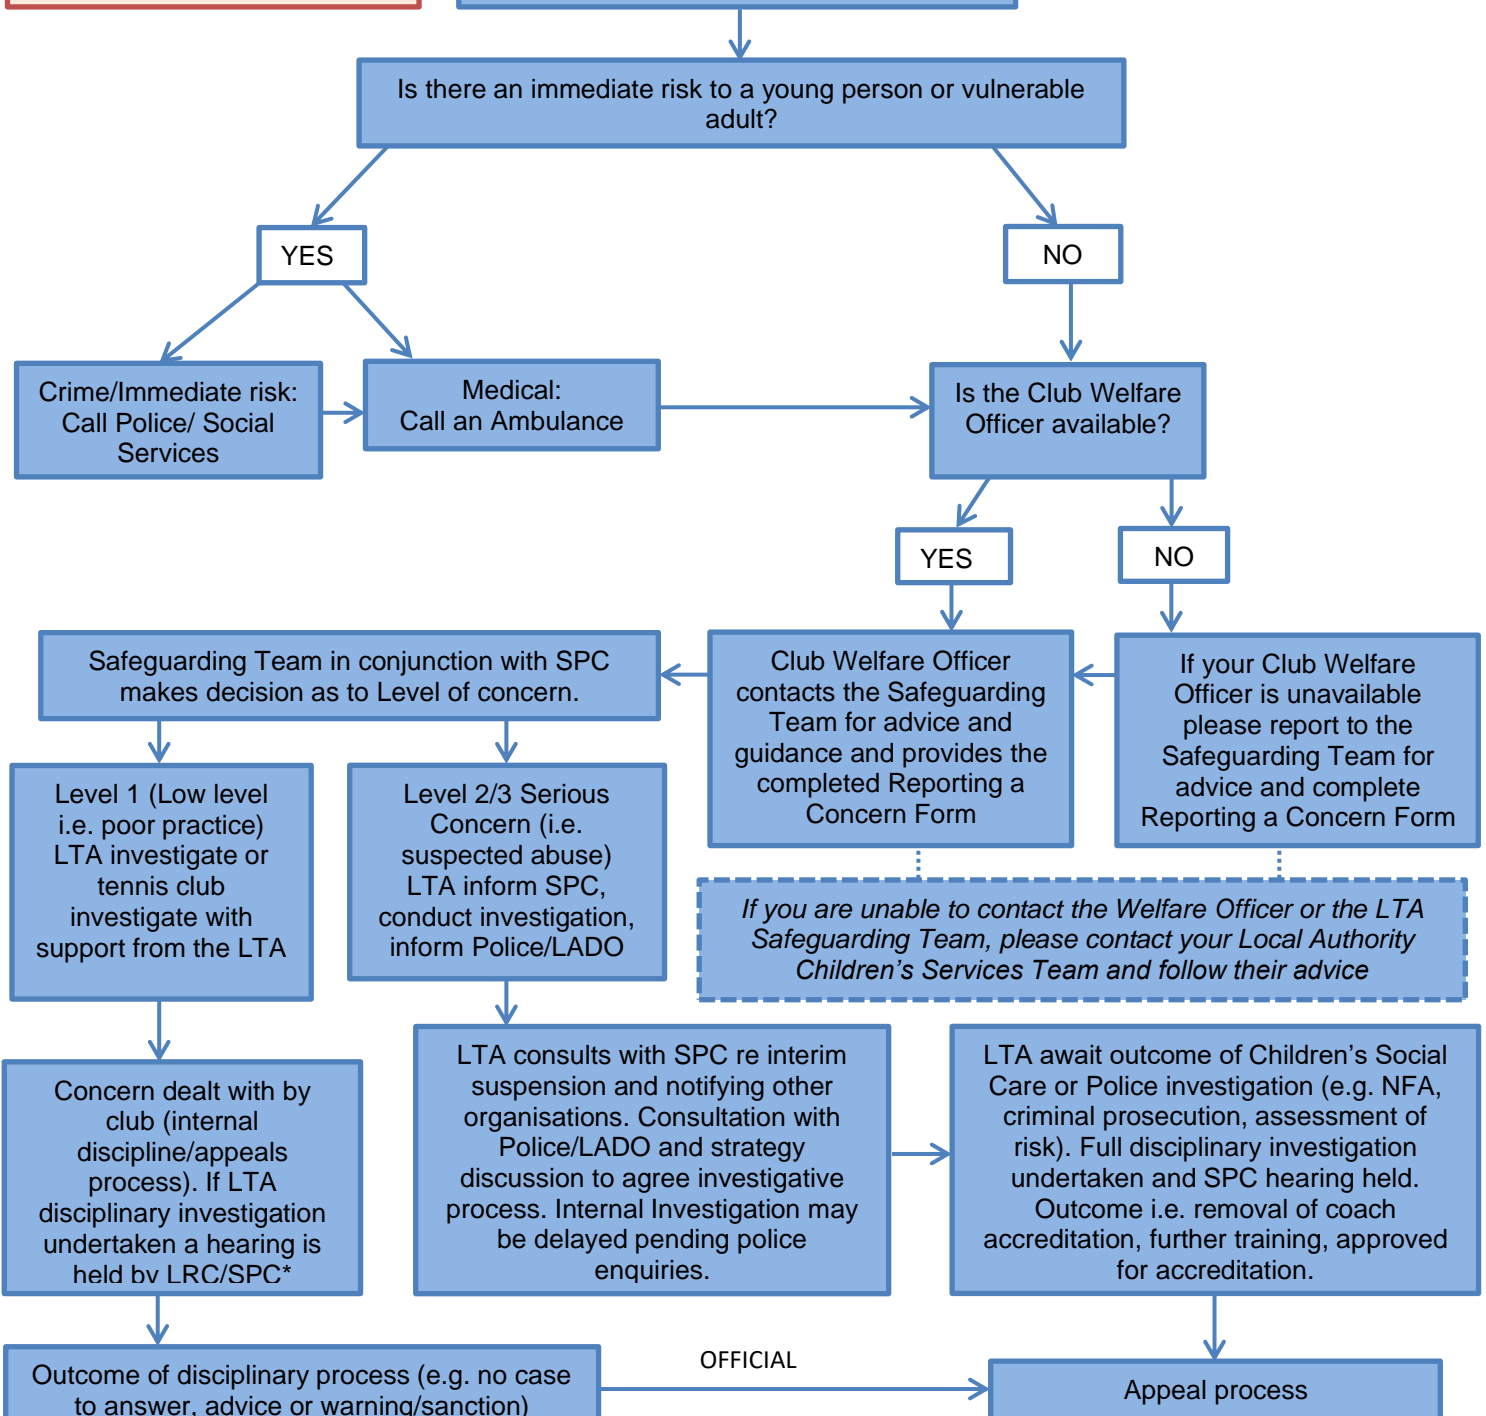 Is there an immediate risk to a young person or vulnerable
adult?
YES
NO
Crime/Immediate risk:
Call Police/ Social
Services
Medical:
Call an Ambulance
Is the Club Welfare
Officer available?
YES
NO
Safeguarding Team in conjunction with SPC
makes decision as to Level of concern.
Club Welfare Officer
contacts the Safeguarding
Team for advice and
guidance and provides the
completed Reporting a
Concern Form
If your Club Welfare
Officer is unavailable
please report to the
Safeguarding Team for
advice and complete
Reporting a Concern Form
Level 1 (Low level
i.e. poor practice)
LTA investigate or
tennis club
investigate with
support from the LTA
Level 2/3 Serious
Concern (i.e.
suspected abuse)
LTA inform SPC,
conduct investigation,
inform Police/LADO
If you are unable to contact the Welfare Officer or the LTA
Safeguarding Team, please contact your Local Authority
Children’s Services Team and follow their advice
Concern dealt with by
club (internal
discipline/appeals
process). If LTA
disciplinary investigation
undertaken a hearing is
held by LRC/SPC*
LTA consults with SPC re interim
suspension and notifying other
organisations. Consultation with
Police/LADO and strategy
discussion to agree investigative
process. Internal Investigation may
be delayed pending police
enquiries.
LTA await outcome of Children’s Social
Care or Police investigation (e.g. NFA,
criminal prosecution, assessment of
risk). Full disciplinary investigation
undertaken and SPC hearing held.
Outcome i.e. removal of coach
accreditation, further training, approved
for accreditation.
Outcome of disciplinary process (e.g. no case
to answer, advice or warning/sanction)
OFFICIAL
Appeal process